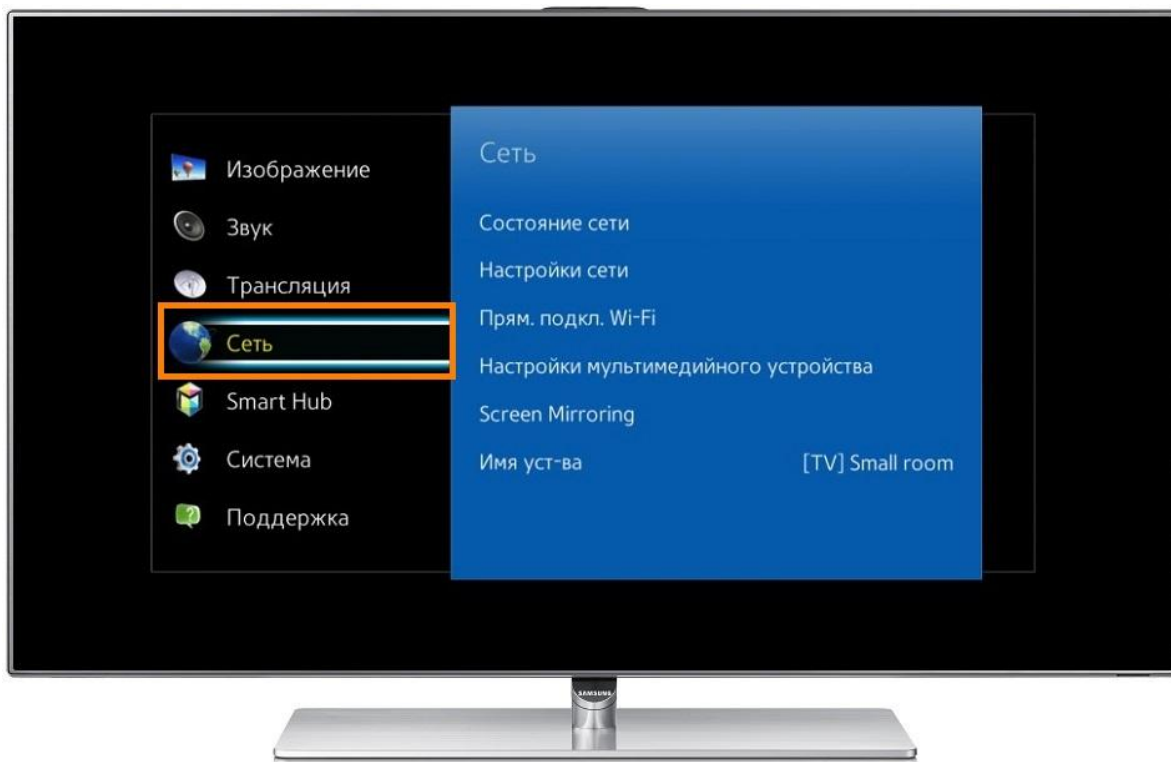 Изображение
Звук
Трансляция
Сеть
Smart Hub
Система
Поддержка
Сеть
Состояние сети
Настройки сети
Прям. подкл. Wi-Fi
Настройки мультимедийного устройства
Screen Mirroring
Имя уст-ва [TV] Small room
SAMSUNG